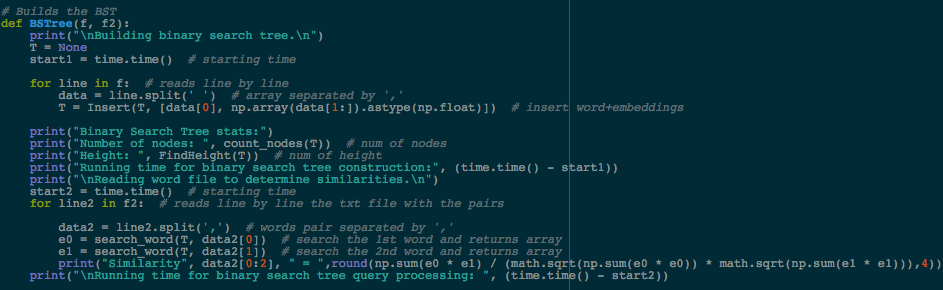 # Builds the BST
def BSTree(f, f2):
    print("\nBuilding binary search tree.\n")
    T = None
    start1 = time.time()  # starting time
    for line in f:  # reads line by line
        data = line.split(' ')  # array separated by ','
        T = Insert(T, [data[0], np.array(data[1:]).astype(np.float)])  # insert word+embeddings
    print("Binary Search Tree stats:")
    print("Number of nodes: ", count_nodes(T))  # num of nodes
    print("Height: ", FindHeight(T))  # num of height
    print("Running time for binary search tree construction:", (time.time() - start1))
    print("\nReading word file to determine similarities.\n")
    start2 = time.time()  # starting time
    for line2 in f2:  # reads line by line the txt file with the pairs
        data2 = line2.split(',')  # words pair separated by ','
        e0 = search_word(T, data2[0])  # search the 1st word and returns array
        e1 = search_word(T, data2[1])  # search the 2nd word and returns array
        print("Similarity", data2[0:2], " = ",round(np.sum(e0 * e1) / (math.sqrt(np.sum(e0 * e0)) * math.sqrt(np.sum(e1 * e1))),4))
    print("\nRunning time for binary search tree query processing: ", (time.time() - start2))